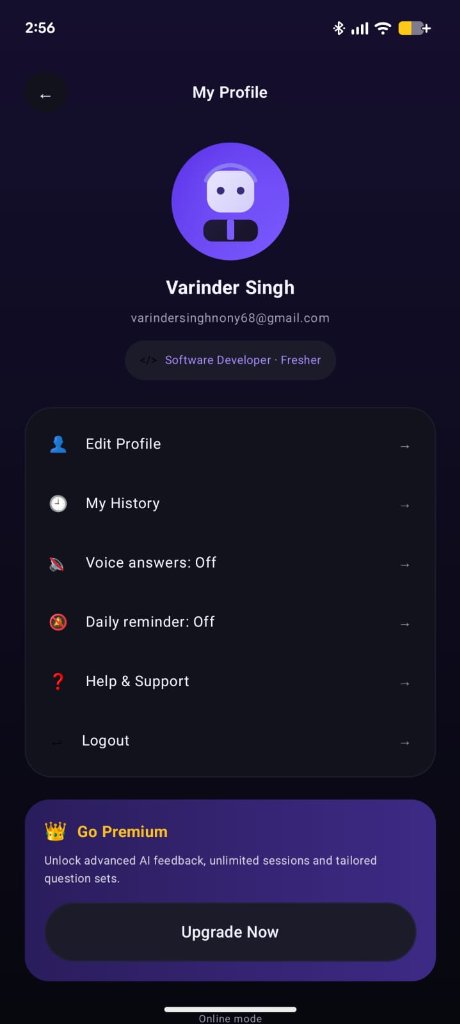 2:56
←
My Profile
Varinder Singh
varindersinghnony68@gmail.com
</> Software Developer · Fresher
Edit Profile →
My History →
Voice answers: Off →
Daily reminder: Off →
❓ Help & Support →
Logout →
Go Premium
Unlock advanced AI feedback, unlimited sessions and tailored
question sets.
Upgrade Now
Online mode